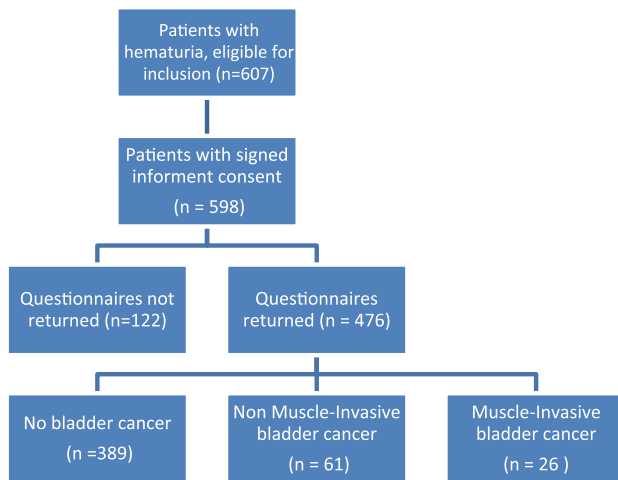 Patients with
hematuria, eligible for
inclusion (n=607)
Patients with signed
informent consent
(n = 598)
Questionnaires not
returned (n=122)
Questionnaires
returned (n = 476)
No bladder cancer
(n =389)
Non Muscle-Invasive
bladder cancer
(n = 61)
Muscle-Invasive
bladder cancer
(n = 26 )